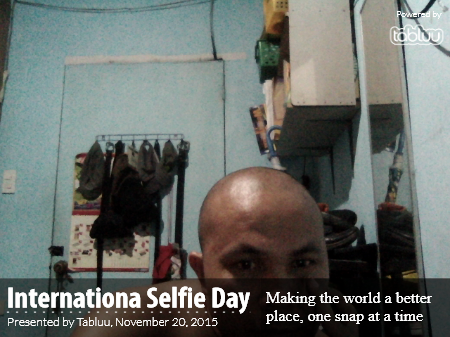 Powered by
tabluu
Internationa Selfie Day
Presented by Tabluu, November 20, 2015
Making the world a better
place, one snap at a time